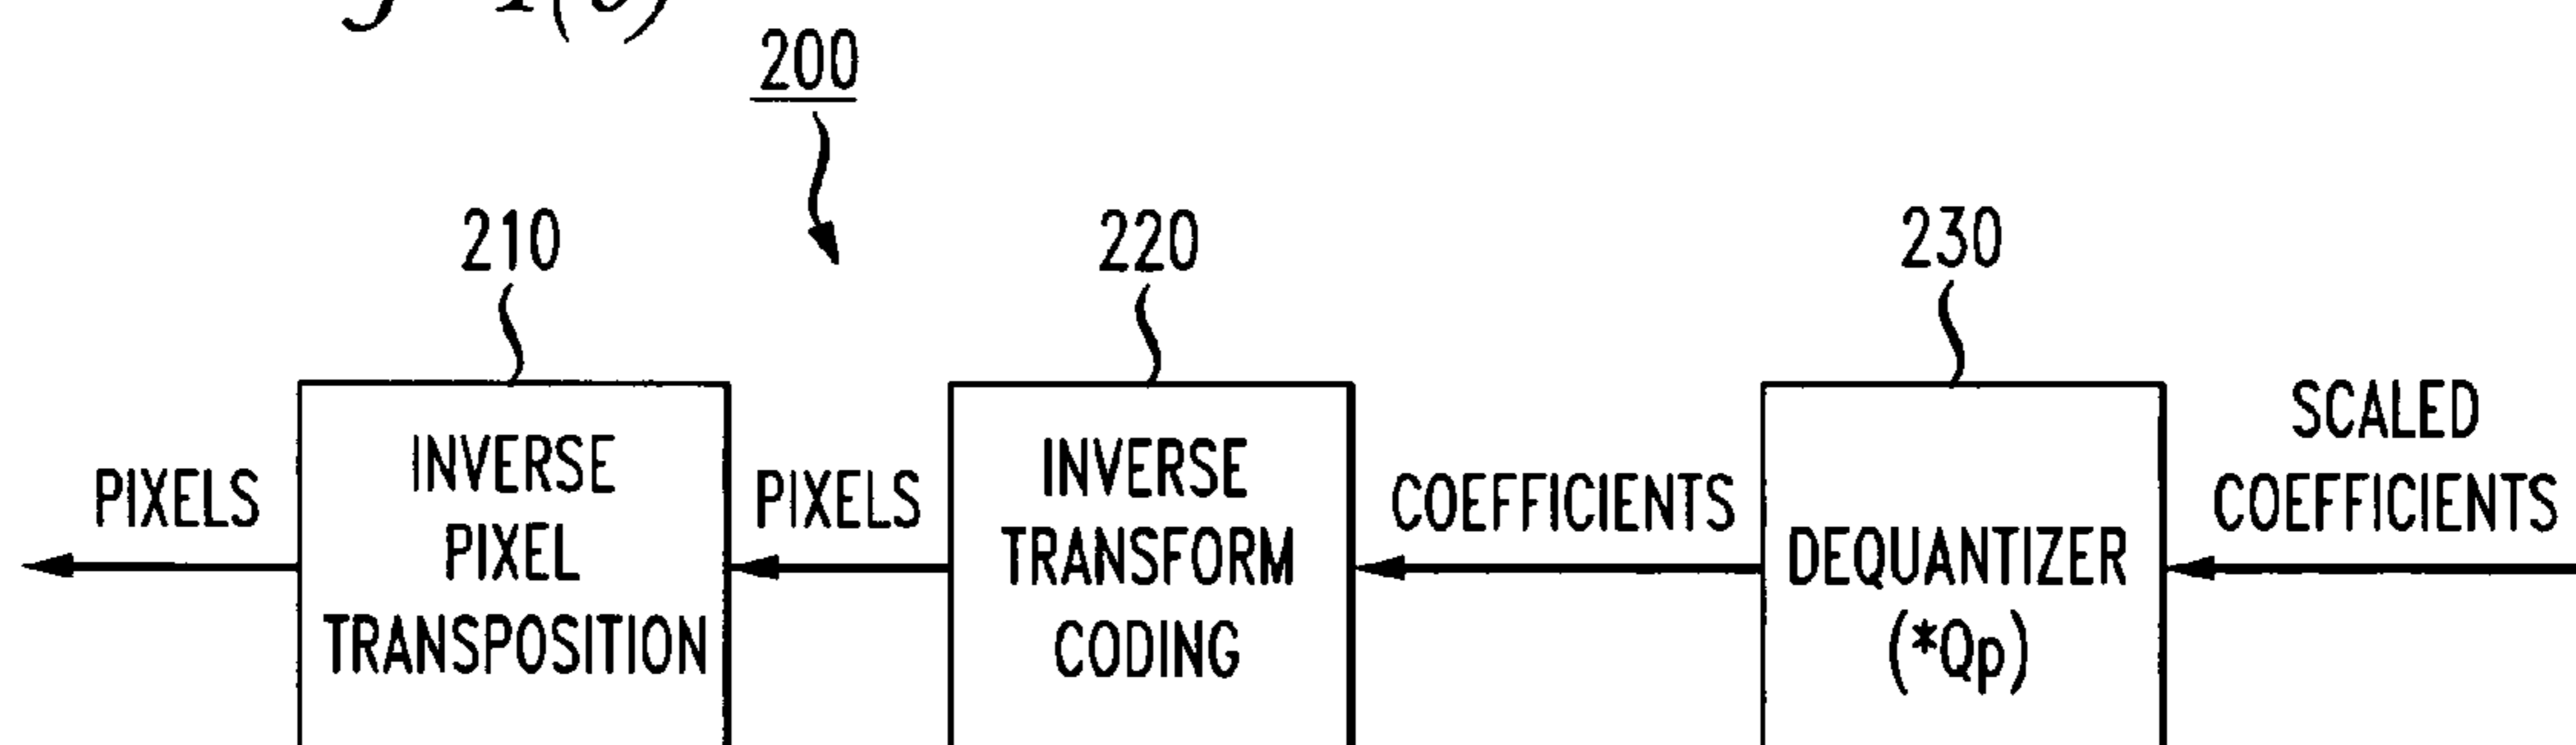 200
210
220
230
PIXELS
INVERSE
PIXEL
TRANSPOSITION
PIXELS
INVERSE
TRANSFORM
CODING
COEFFICIENTS
DEQUANTIZER
(*Qp)
SCALED
COEFFICIENTS